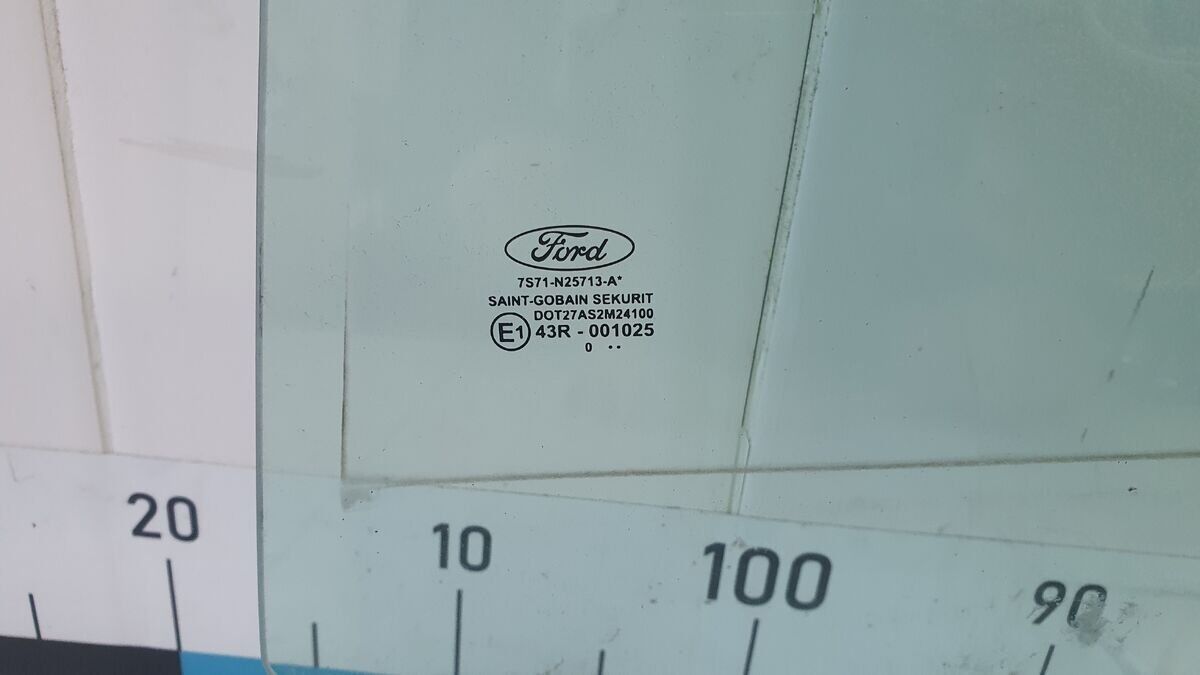 Ford
7S71-N25713-A*
SAINT-GOBAIN SEKURIT
DOT27AS2M24100
E1 43R - 001025
0 ..
20
10
100
90